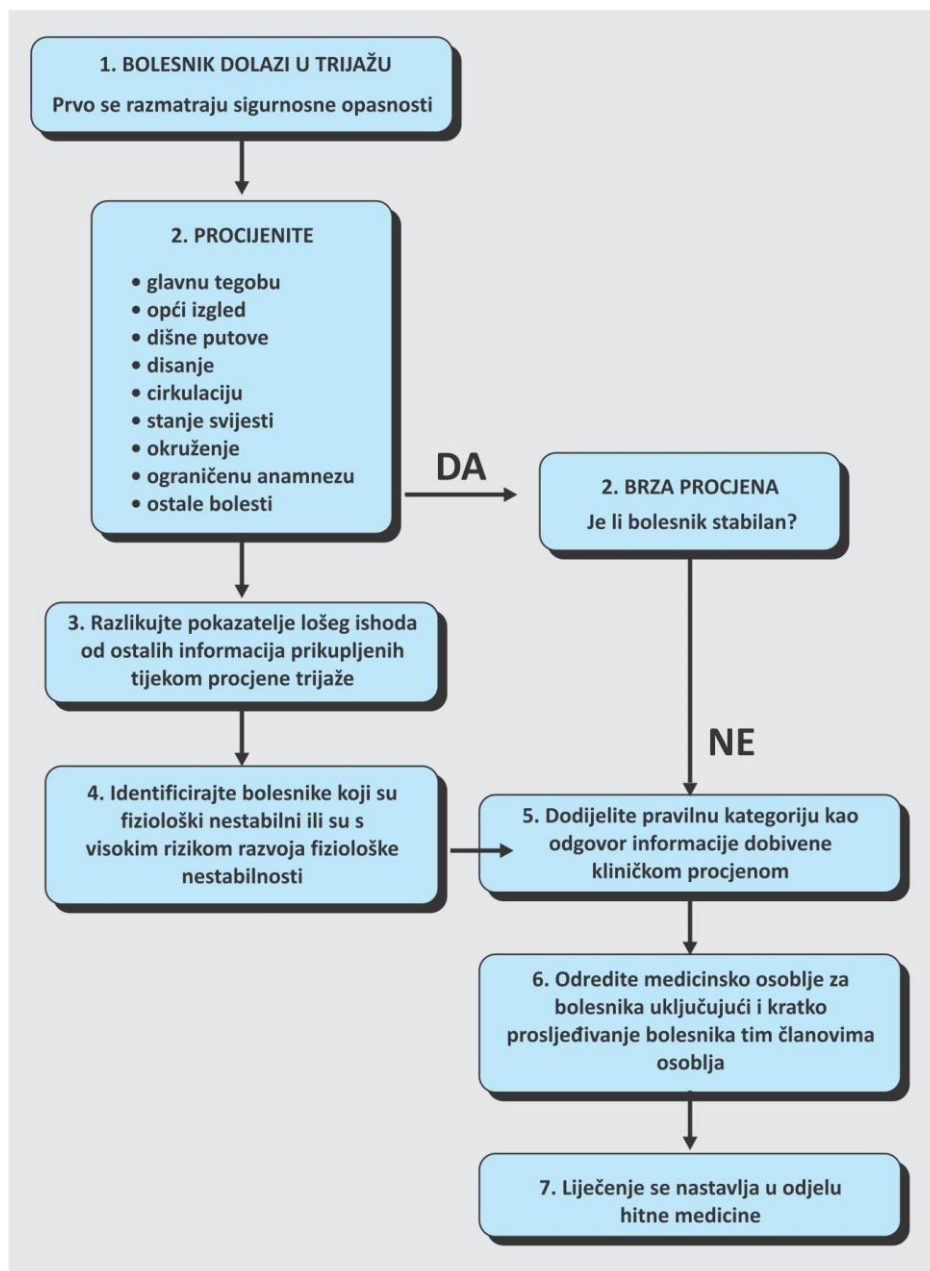 1. BOLESNIK DOLAZI U TRIJAŽU
Prvo se razmatraju sigurnosne opasnosti
2. PROCIJENITE
• glavnu tegobu
• opći izgled
• dišne putove
• disanje
• cirkulaciju
• stanje svijesti
• okruženje
• ograničenu anamnezu
• ostale bolesti
DA
2. BRZA PROCJENA
Je li bolesnik stabilan?
3. Razlikujte pokazatelje lošeg ishoda
od ostalih informacija prikupljenih
tijekom procjene trijaže
NE
4. Identificirajte bolesnike koji su
fiziološki nestabilni ili su s
visokim rizikom razvoja fiziološke
nestabilnosti
5. Dodijelite pravilnu kategoriju kao
odgovor informacije dobivene
kliničkom procjenom
6. Odredite medicinsko osoblje za
bolesnika uključujući i kratko
prosljeđivanje bolesnika tim članovima
osoblja
7. Liječenje se nastavlja u odjelu
hitne medicine